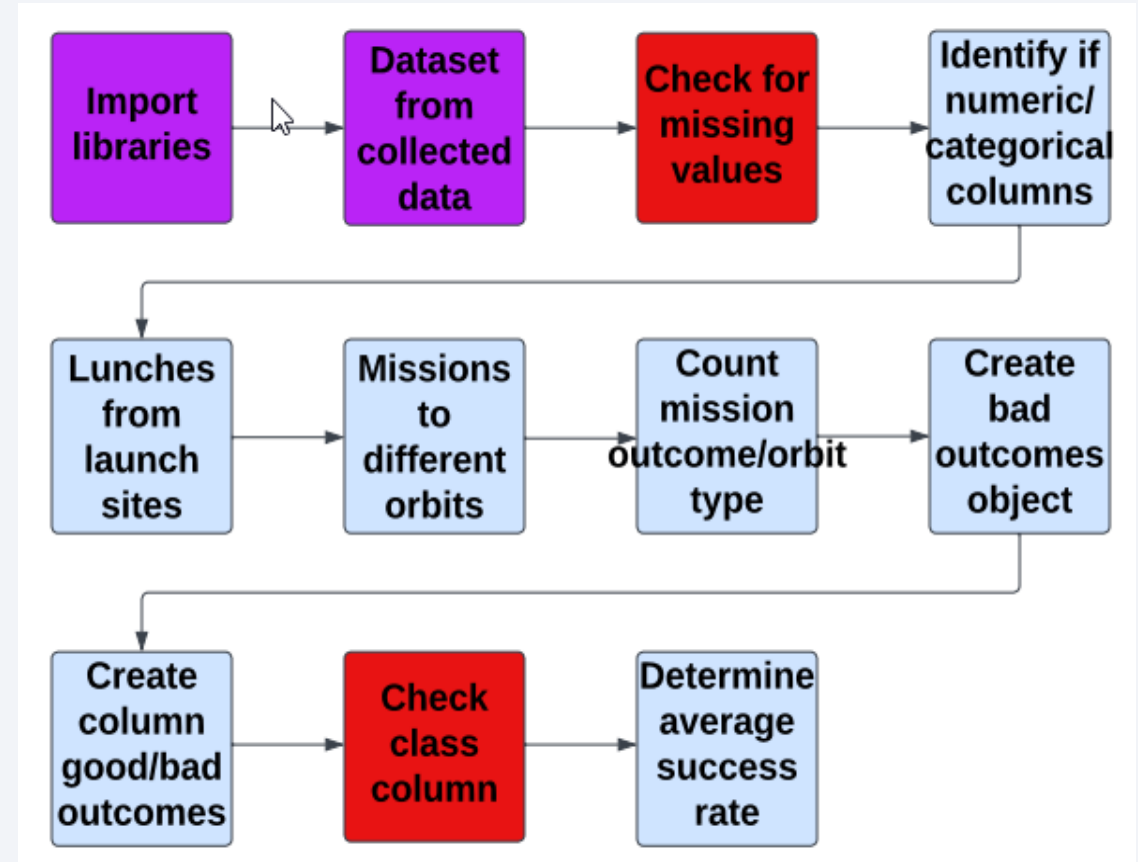 Import
libraries
Dataset
from
collected
data
Check for
missing
values
Identify if
numeric/
categorical
columns
Lunches
from
launch
sites
Missions
to
different
orbits
Count
mission
outcome/orbit
type
Create
bad
outcomes
object
Create
column
good/bad
outcomes
Check
class
column
Determine
average
success
rate